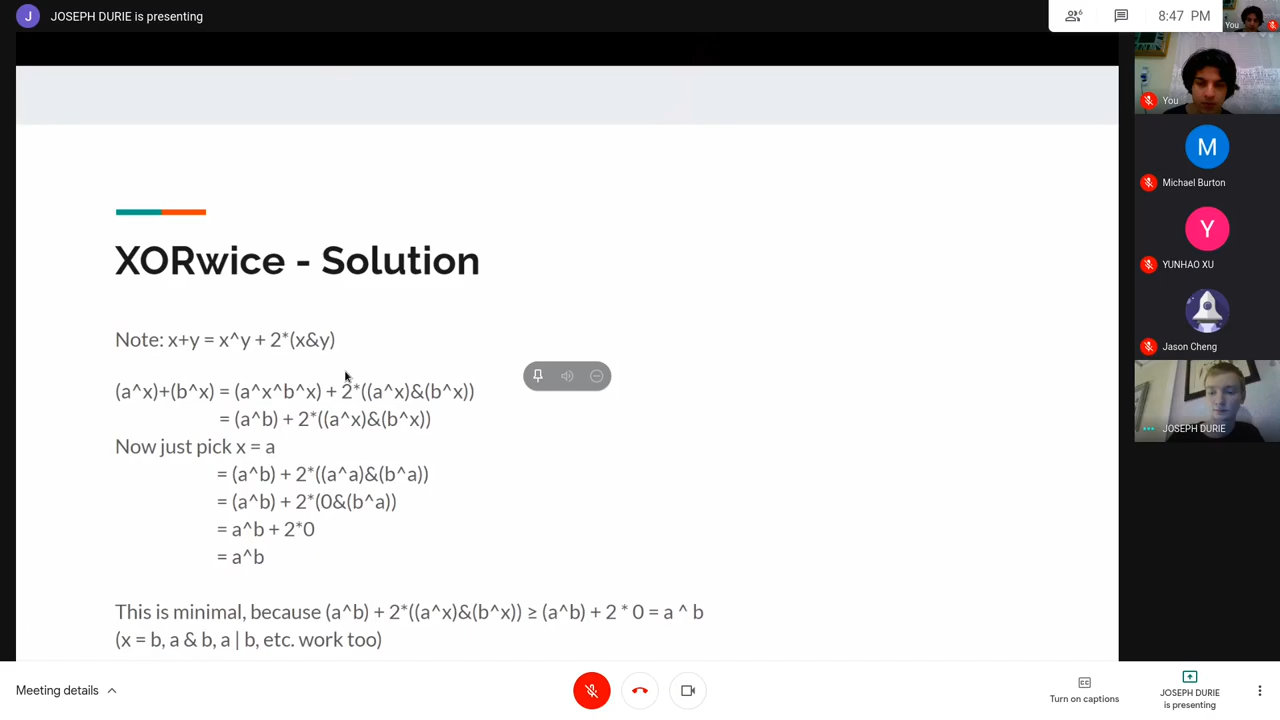 J
JOSEPH DURIE is presenting
6
8:47 PM
You
XORwice - Solution
Note: x+y = x^y + 2*(x&y)
(a^x)+(b^x) = (a^x^b^x) + 2*((a^x)&(b^x))
= (a^b) + 2*((a^x)&(b^x))
Now just pick x = a
= (a^b) + 2*((a^a)&(b^a))
= (a^b) + 2*(0&(b^a))
= a^b + 2*0
= a^b
This is minimal, because (a^b) + 2*((a^x)&(b^x)) ≥ (a^b) + 2 * 0 = a ^ b
(x = b, a & b, a | b, etc. work too)
You
M
Michael Burton
Y
YUNHAO XU
Jason Cheng
JOSEPH DURIE
Meeting details
CC
Turn on captions
JOSEPH DURIE
is presenting